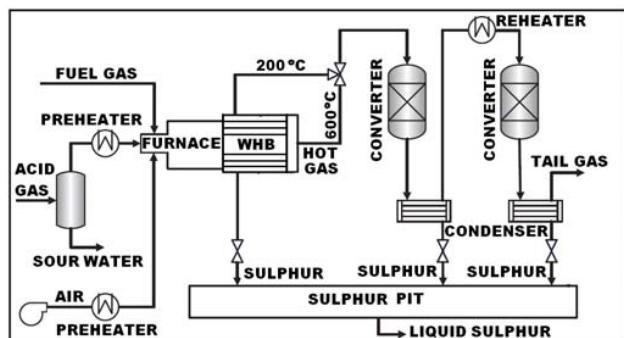 REHEATER
200°C
FUEL GAS
600°C
CONVERTER
CONVERTER
PREHEATER
FURNACE
WHB
HOT
GAS
ACID
GAS
TAIL GAS
CONDENSER
SOUR WATER
SULPHUR
SULPHUR
SULPHUR
AIR
SULPHUR PIT
PREHEATER
LIQUID SULPHUR